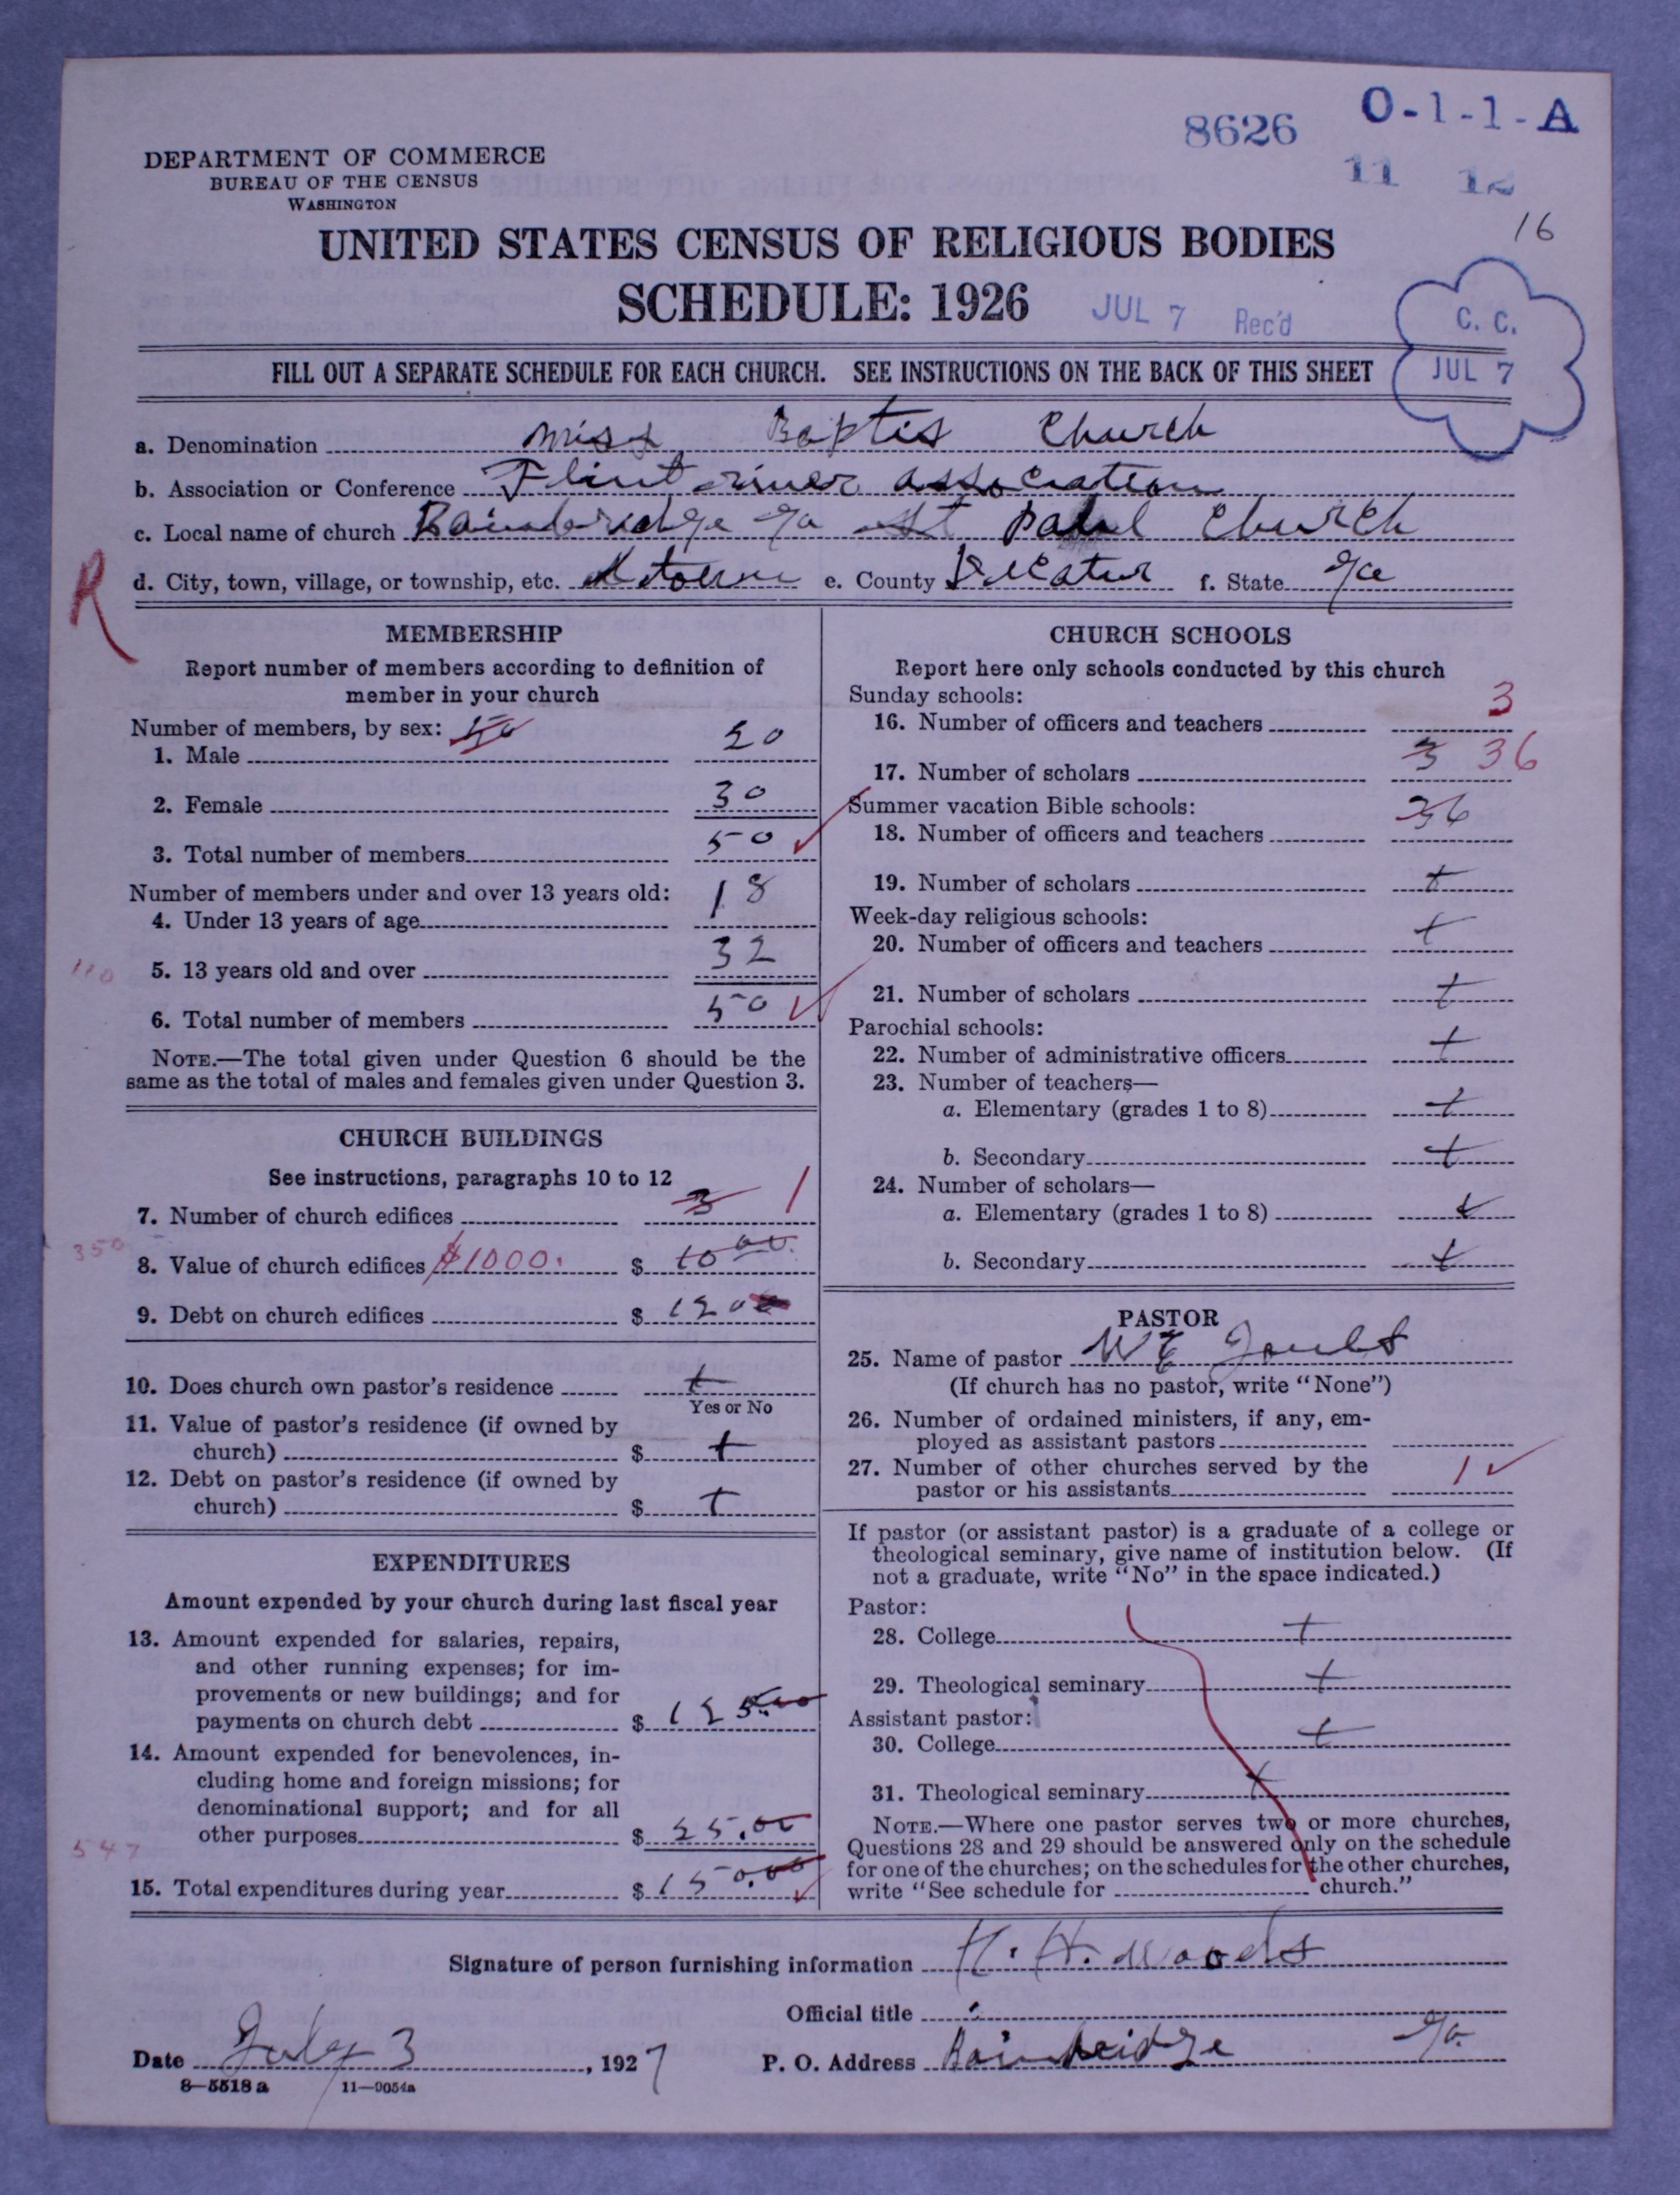 8626 O-1-1-A
11 12
16
DEPARTMENT OF COMMERCE
BUREAU OF THE CENSUS
WASHINGTON
UNITED STATES CENSUS OF RELIGIOUS BODIES
SCHEDULE: 1926
JUL 7 Rec'd
C. C.
JUL 7
FILL OUT A SEPARATE SCHEDULE FOR EACH CHURCH. SEE INSTRUCTIONS ON THE BACK OF THIS SHEET
a. Denomination Miss Baptis Church
b. Association or Conference Flint river association
c. Local name of church Bainbridge Ga St Paul Church
d. City, town, village, or township, etc. e. County Decatur f. State Ga
R
MEMBERSHIP
Report number of members according to definition of
member in your church
Number of members, by sex: 50
1. Male 20
2. Female 30
3. Total number of members 50
Number of members under and over 13 years old:
4. Under 13 years of age 18
110
5. 13 years old and over 32
6. Total number of members 50
NOTE.—The total given under Question 6 should be the
same as the total of males and females given under Question 3.
CHURCH BUILDINGS
See instructions, paragraphs 10 to 12
7. Number of church edifices 3 1
350
8. Value of church edifices $1000. $ 10 00.
9. Debt on church edifices $ 120
10. Does church own pastor's residence t
Yes or No
11. Value of pastor's residence (if owned by
church) $ t
12. Debt on pastor's residence (if owned by
church) $ t
EXPENDITURES
Amount expended by your church during last fiscal year
13. Amount expended for salaries, repairs,
and other running expenses; for im-
provements or new buildings; and for
payments on church debt $ 125.00
14. Amount expended for benevolences, in-
cluding home and foreign missions; for
denominational support; and for all
other purposes $ 25.00
547
15. Total expenditures during year $ 150.00
CHURCH SCHOOLS
Report here only schools conducted by this church
Sunday schools:
16. Number of officers and teachers 3
17. Number of scholars 3 36
Summer vacation Bible schools:
18. Number of officers and teachers 36
19. Number of scholars t
Week-day religious schools:
20. Number of officers and teachers t
21. Number of scholars t
Parochial schools:
22. Number of administrative officers t
23. Number of teachers—
a. Elementary (grades 1 to 8) t
b. Secondary t
24. Number of scholars—
a. Elementary (grades 1 to 8) t
b. Secondary t
PASTOR
25. Name of pastor W E
(If church has no pastor, write "None")
26. Number of ordained ministers, if any, em-
ployed as assistant pastors
27. Number of other churches served by the
pastor or his assistants 1
If pastor (or assistant pastor) is a graduate of a college or
theological seminary, give name of institution below. (If
not a graduate, write "No" in the space indicated.)
Pastor:
28. College t
29. Theological seminary t
Assistant pastor:
30. College t
31. Theological seminary t
NOTE.—Where one pastor serves two or more churches,
Questions 28 and 29 should be answered only on the schedule
for one of the churches; on the schedules for the other churches,
write "See schedule for church."
Signature of person furnishing information H. H. Woods
Official title
Date July 3, 1927 P. O. Address Bainbridge Ga.
8-5518 a 11-9054a